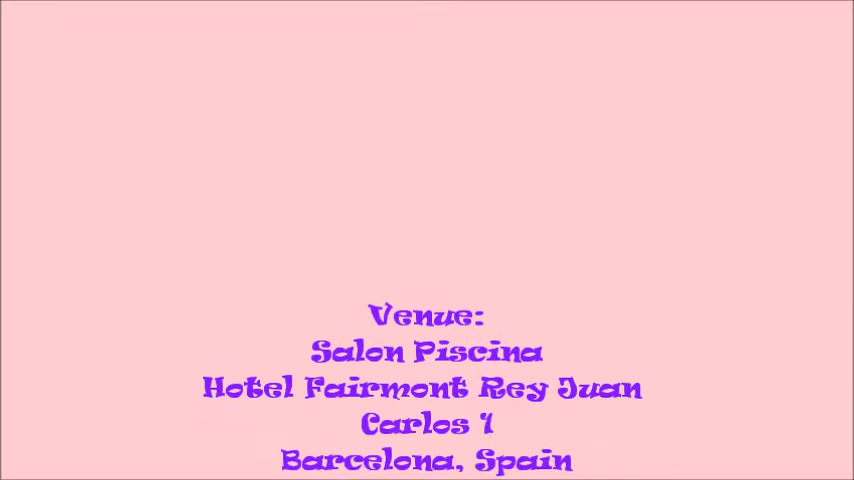 Venue:
Salon Piscina
Hotel Fairmont Rey Juan
Carlos 1
Barcelona, Spain